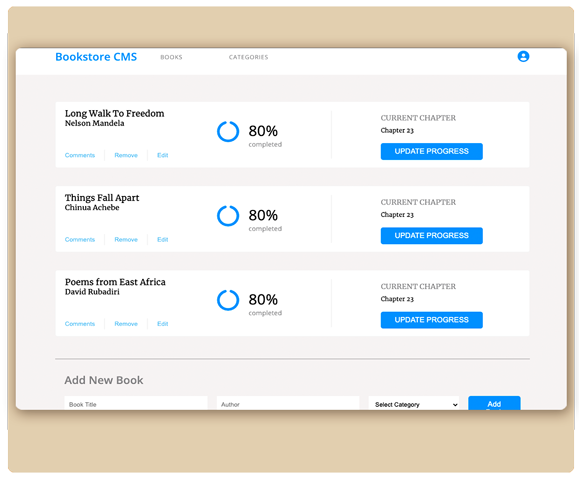 Bookstore CMS BOOKS CATEGORIES
Long Walk To Freedom
Nelson Mandela
Comments Remove Edit
80%
completed
CURRENT CHAPTER
Chapter 23
UPDATE PROGRESS
Things Fall Apart
Chinua Achebe
Comments Remove Edit
80%
completed
CURRENT CHAPTER
Chapter 23
UPDATE PROGRESS
Poems from East Africa
David Rubadiri
Comments Remove Edit
80%
completed
CURRENT CHAPTER
Chapter 23
UPDATE PROGRESS
Add New Book
Book Title Author Select Category Add